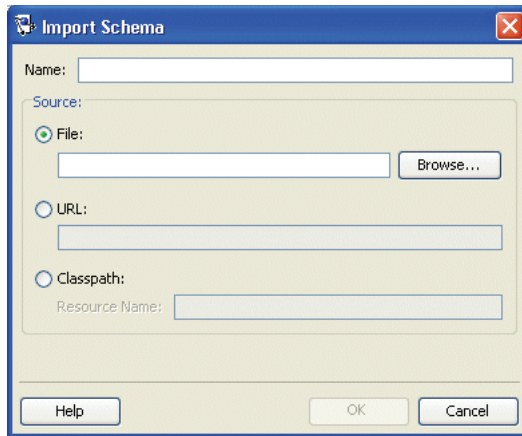 Import Schema
Name:
Source:
File:
Browse...
URL:
Classpath:
Resource Name:
Help OK Cancel